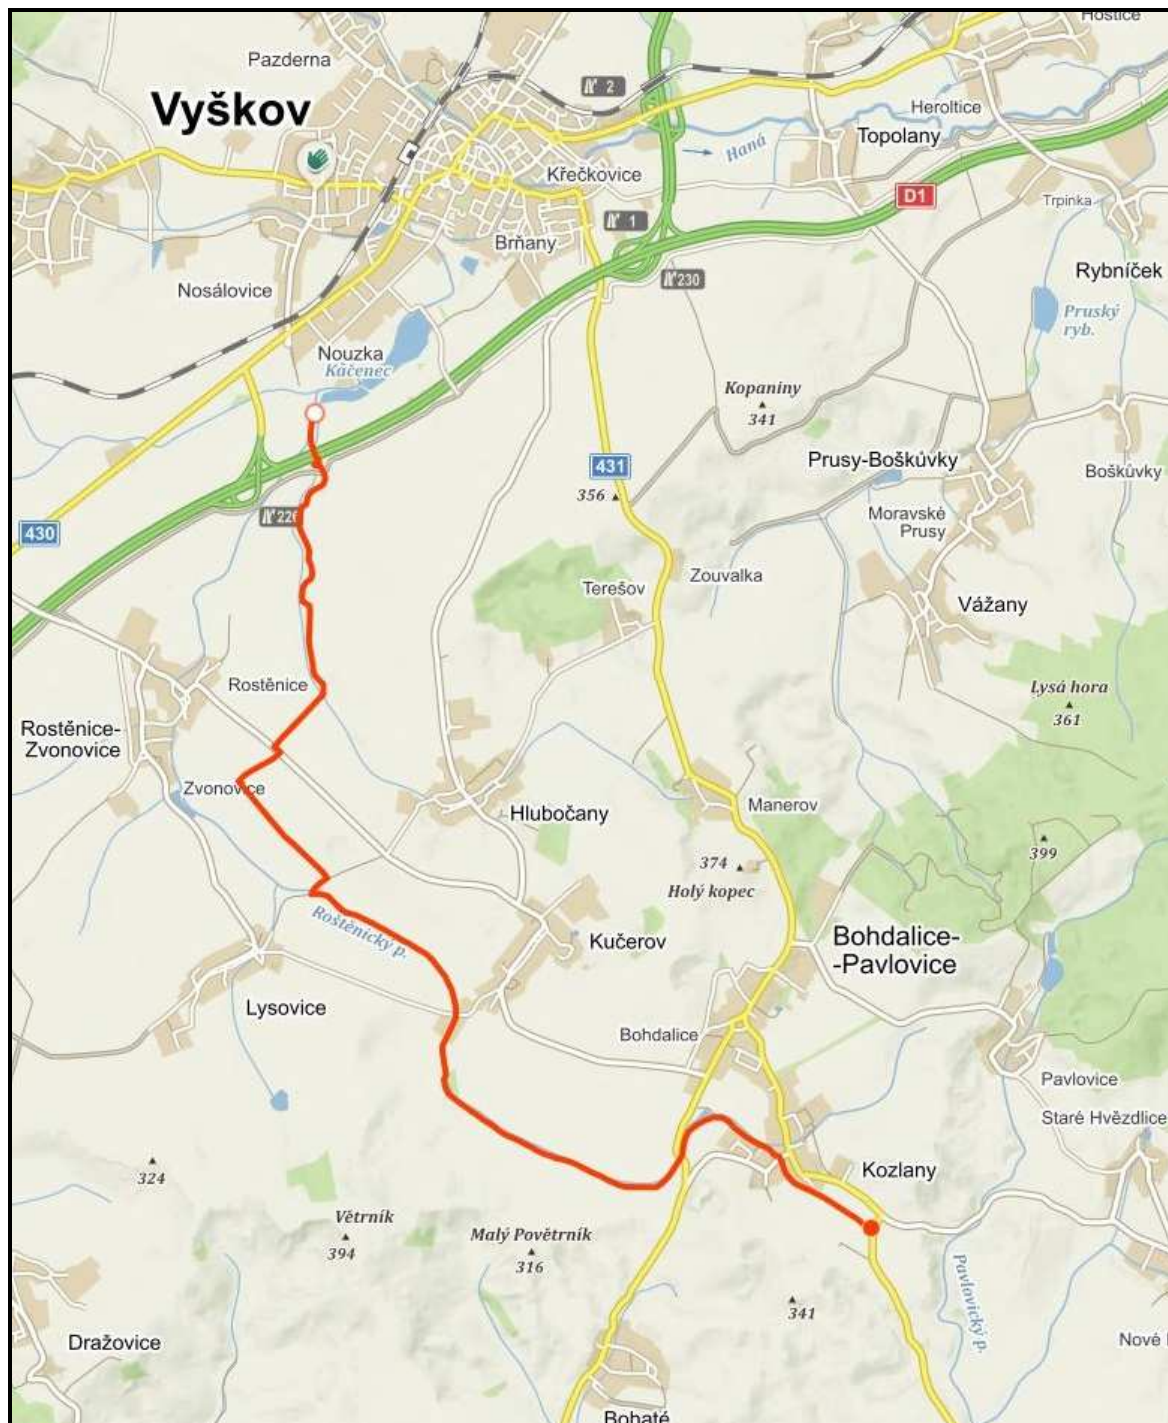 Hoštice
Pazderna
2
Vyškov
Heroltice
Topolany
Haná
Křečkovice
D1
Trpinka
1
Brňany
Rybníček
230
Nosálovice
Pruský
ryb.
Nouzka
Káčenec
Kopaniny
341
Prusy-Boškůvky
431
Boškůvky
356
Moravské
Prusy
226
430
Zouvalka
Terešov
Vážany
Rostěnice
Lysá hora
361
Rostěnice-
Zvonovice
Zvonovice
Manerov
Hlubočany
399
374
Holý kopec
Roštěnický p.
Kučerov
Bohdalice-
-Pavlovice
Lysovice
Bohdalice
Pavlovice
Staré Hvězdlice
324
Kozlany
Větrník
394
Malý Povětrník
316
Pavlovický p.
341
Dražovice
Nové
Bohaté